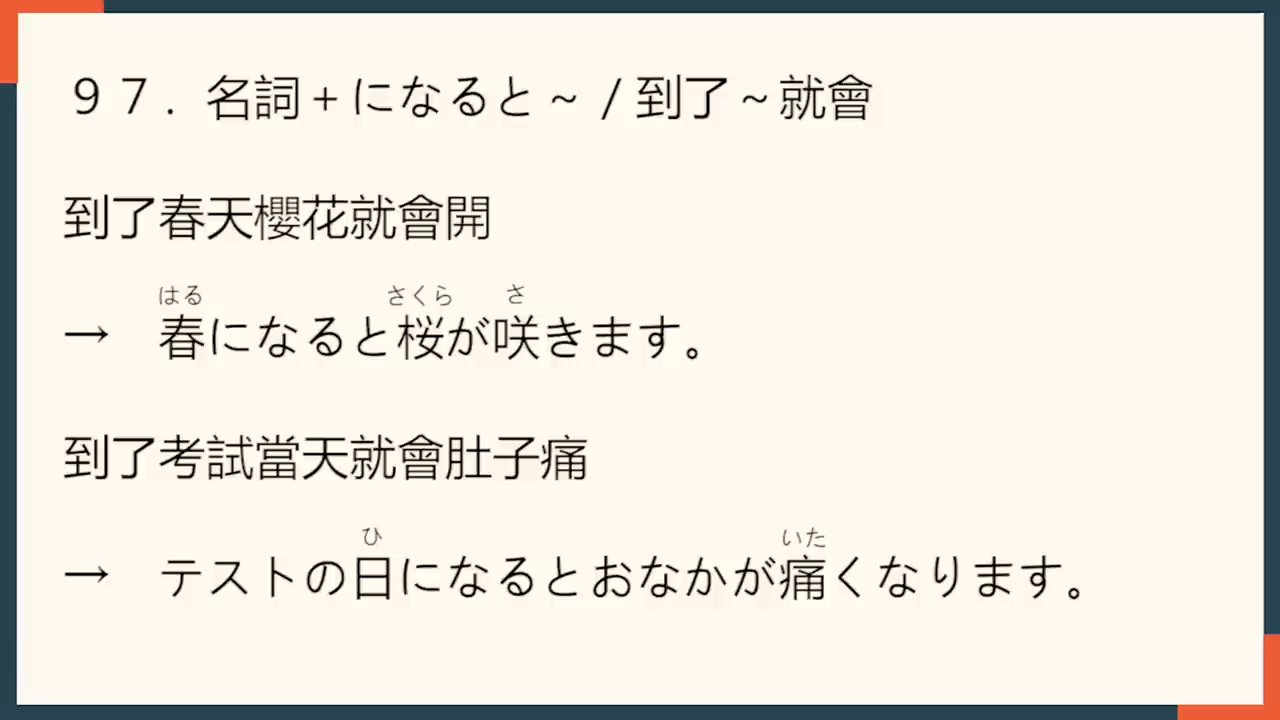 ９７．名詞＋になると～ / 到了～就會
到了春天櫻花就會開
はる さくら さ
→　春になると桜が咲きます。
到了考試當天就會肚子痛
ひ いた
→　テストの日になるとおなかが痛くなります。